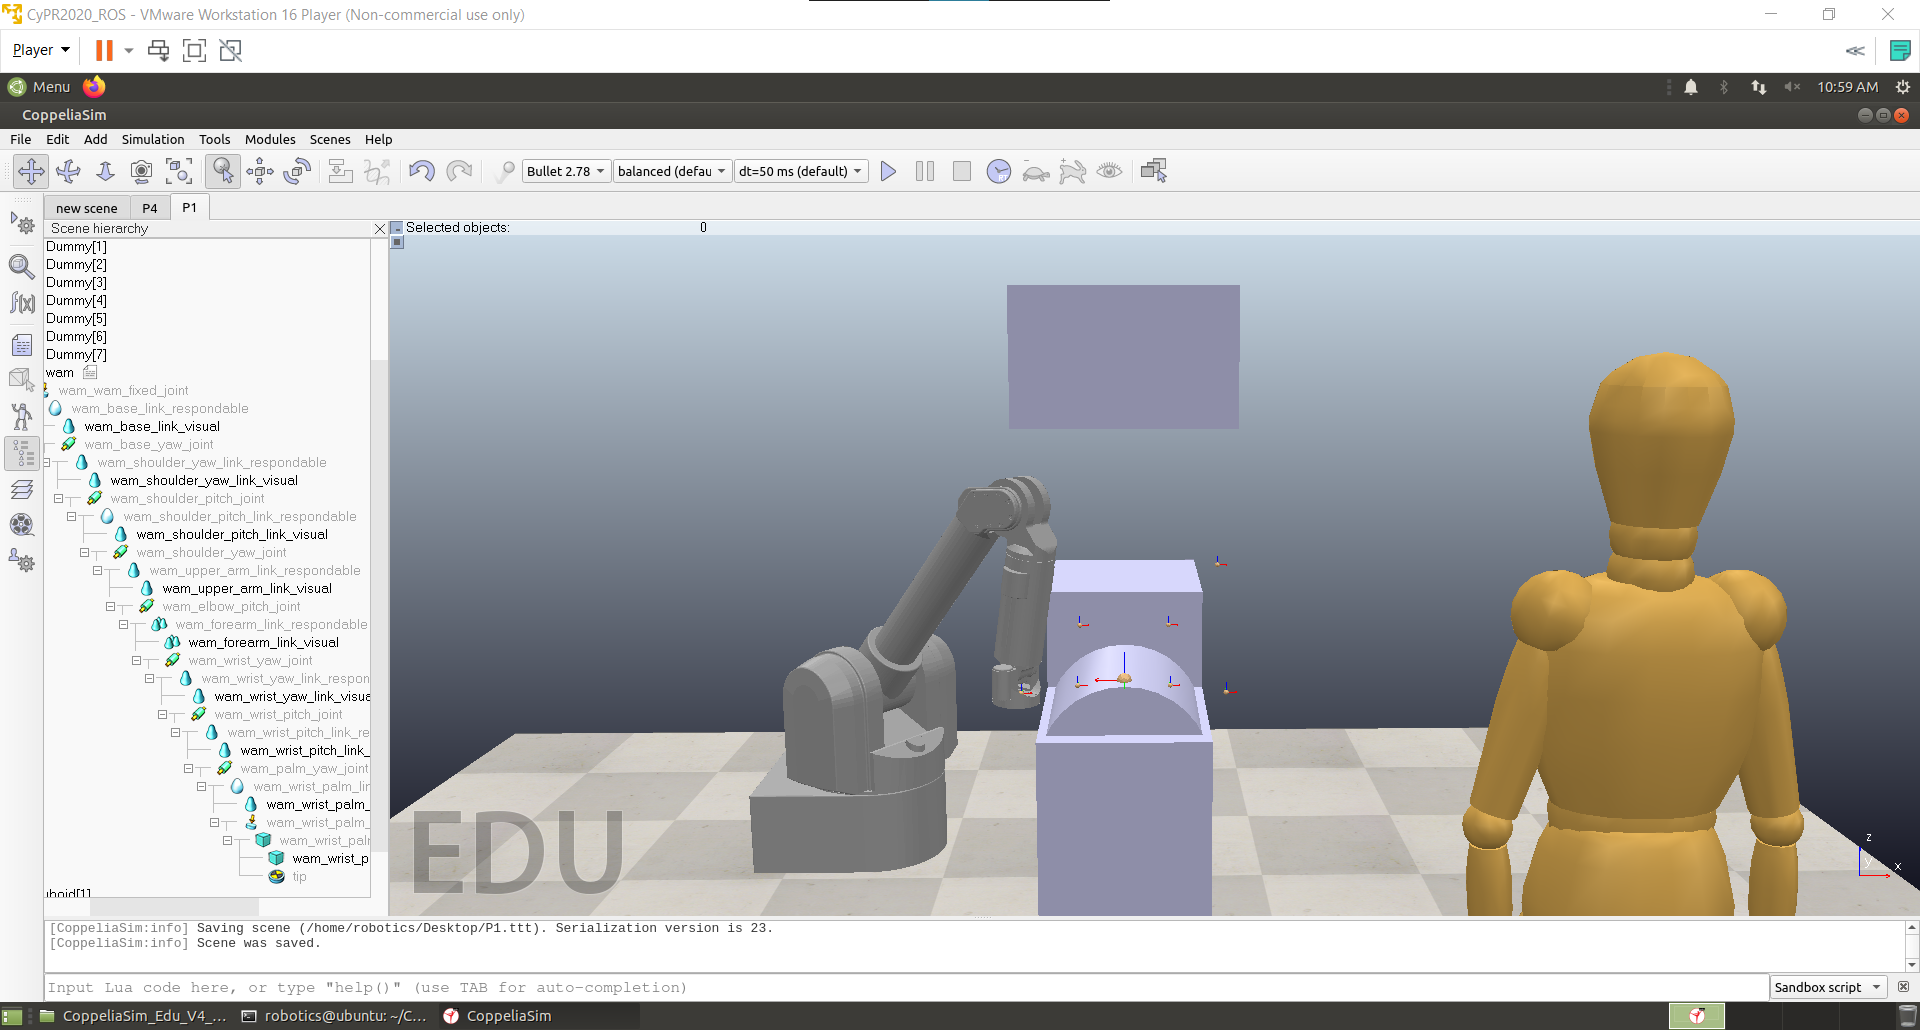 CyPR2020_ROS - VMware Workstation 16 Player (Non-commercial use only)
Player
Menu
10:59 AM
CoppeliaSim
File Edit Add Simulation Tools Modules Scenes Help
Bullet 2.78 balanced (defau dt=50 ms (default)
new scene P4 P1
Scene hierarchy
Selected objects: 0
Dummy[1]
Dummy[2]
Dummy[3]
Dummy[4]
Dummy[5]
Dummy[6]
Dummy[7]
wam
wam_wam_fixed_joint
wam_base_link_respondable
wam_base_link_visual
wam_base_yaw_joint
wam_shoulder_yaw_link_respondable
wam_shoulder_yaw_link_visual
wam_shoulder_pitch_joint
wam_shoulder_pitch_link_respondable
wam_shoulder_pitch_link_visual
wam_shoulder_yaw_joint
wam_upper_arm_link_respondable
wam_upper_arm_link_visual
wam_elbow_pitch_joint
wam_forearm_link_respondable
wam_forearm_link_visual
wam_wrist_yaw_joint
wam_wrist_yaw_link_respon
wam_wrist_yaw_link_visua
wam_wrist_pitch_joint
wam_wrist_pitch_link_re
wam_wrist_pitch_link_
wam_palm_yaw_joint
wam_wrist_palm_lin
wam_wrist_palm_
wam_wrist_palm_
wam_wrist_paln
wam_wrist_p
tip
uboid[1]
f(x)
RT
EDU
z
y
x
[CoppeliaSim:info] Saving scene (/home/robotics/Desktop/P1.ttt). Serialization version is 23.
[CoppeliaSim:info] Scene was saved.
Input Lua code here, or type "help()" (use TAB for auto-completion)
Sandbox script
CoppeliaSim_Edu_V4_... robotics@ubuntu: ~/C... CoppeliaSim